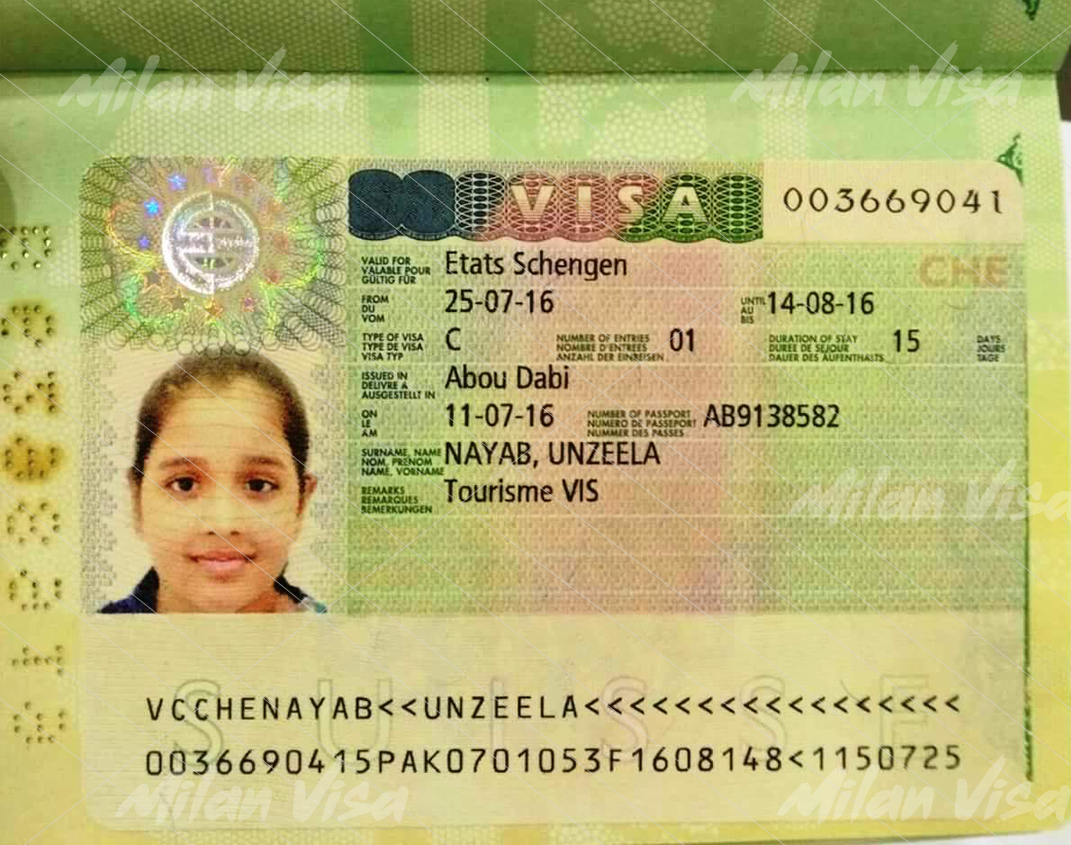 Milan Visa Milan Visa
VISA 003669041
CHE
VALID FOR
VALABLE POUR
GÜLTIG FÜR
Etats Schengen
FROM
DU
VOM
25-07-16
UNTIL
AU
BIS
14-08-16
TYPE OF VISA
TYPE DE VISA
VISA TYP
C
NUMBER OF ENTRIES
NOMBRE D'ENTREES
ANZAHL DER EINREISEN
01
DURATION OF STAY
DUREE DE SEJOUR
DAUER DES AUFENTHALTS
15
DAYS
JOURS
TAGE
ISSUED IN
DELIVRE A
AUSGESTELLT IN
Abou Dabi
ON
LE
AM
11-07-16
NUMBER OF PASSPORT
NUMERO DE PASSEPORT
NUMMER DES PASSES
AB9138582
SURNAME, NAME
NOM, PRENOM
NAME, VORNAME
NAYAB, UNZEELA
REMARKS
REMARQUES
BEMERKUNGEN
Tourisme VIS
Milan Visa
SUISSE
VCCHENAYAB<<UNZEELA<<<<<<<<<<<<<<<<<
0036690415PAK0701053F1608148<1150725
Milan Visa Milan Visa